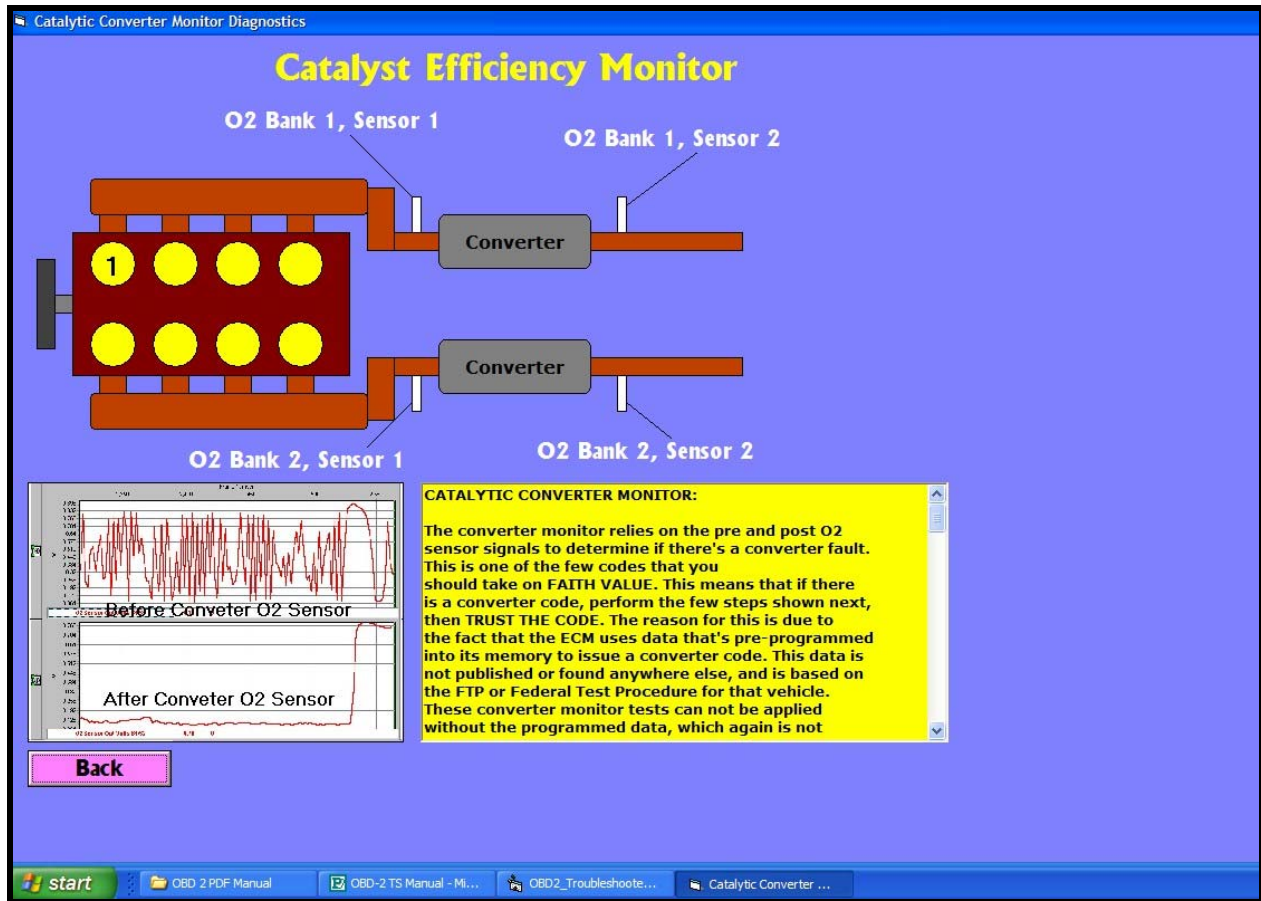 Catalytic Converter Monitor Diagnostics
Catalyst Efficiency Monitor
O2 Bank 1, Sensor 1
O2 Bank 1, Sensor 2
Converter
1
Converter
O2 Bank 2, Sensor 1
O2 Bank 2, Sensor 2
Before Conveter O2 Sensor
After Conveter O2 Sensor
CATALYTIC CONVERTER MONITOR:
The converter monitor relies on the pre and post O2
sensor signals to determine if there's a converter fault.
This is one of the few codes that you
should take on FAITH VALUE. This means that if there
is a converter code, perform the few steps shown next,
then TRUST THE CODE. The reason for this is due to
the fact that the ECM uses data that's pre-programmed
into its memory to issue a converter code. This data is
not published or found anywhere else, and is based on
the FTP or Federal Test Procedure for that vehicle.
These converter monitor tests can not be applied
without the programmed data, which again is not
Back
start
OBD 2 PDF Manual
OBD-2 TS Manual - Mi...
OBD2_Troubleshoote...
Catalytic Converter ...